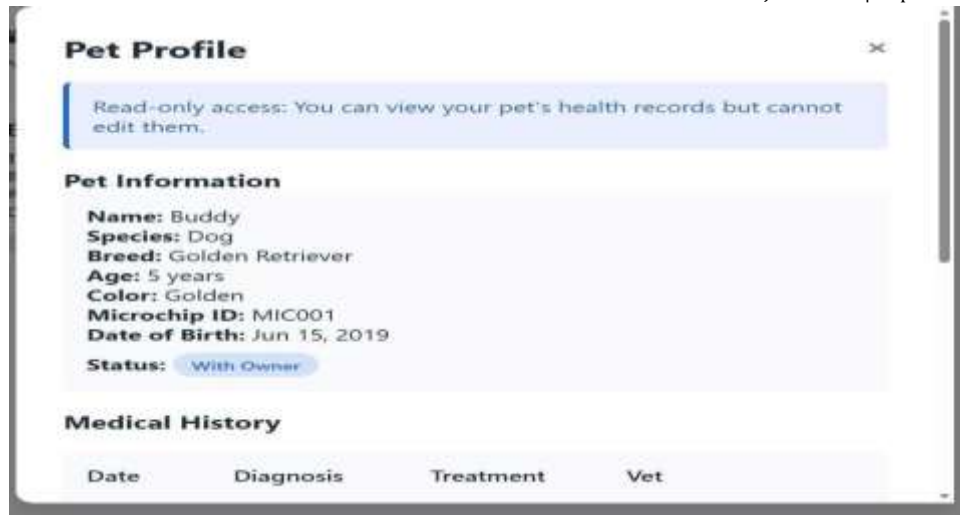 Pet Profile
×
Read-only access: You can view your pet's health records but cannot
edit them.
Pet Information
Name: Buddy
Species: Dog
Breed: Golden Retriever
Age: 5 years
Color: Golden
Microchip ID: MIC001
Date of Birth: Jun 15, 2019
Status: With Owner
Medical History
Date Diagnosis Treatment Vet